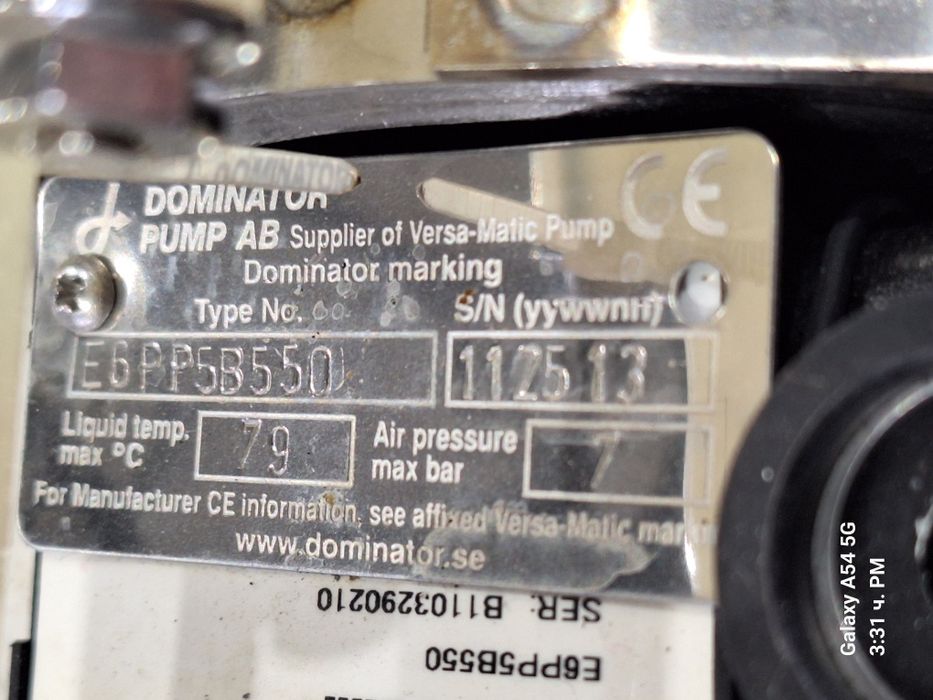 DOMINATOR
PUMP AB Supplier of Versa-Matic Pump
CE
Dominator marking
Type No. S/N (yywwnn)
E6PP5B550 112513
Liquid temp. max °C 79
Air pressure max bar 7
For Manufacturer CE information, see affixed Versa-Matic mar
www.dominator.se
SER: B1103290210
E6PP5B550
Galaxy A54 5G
3:31 ч. PM